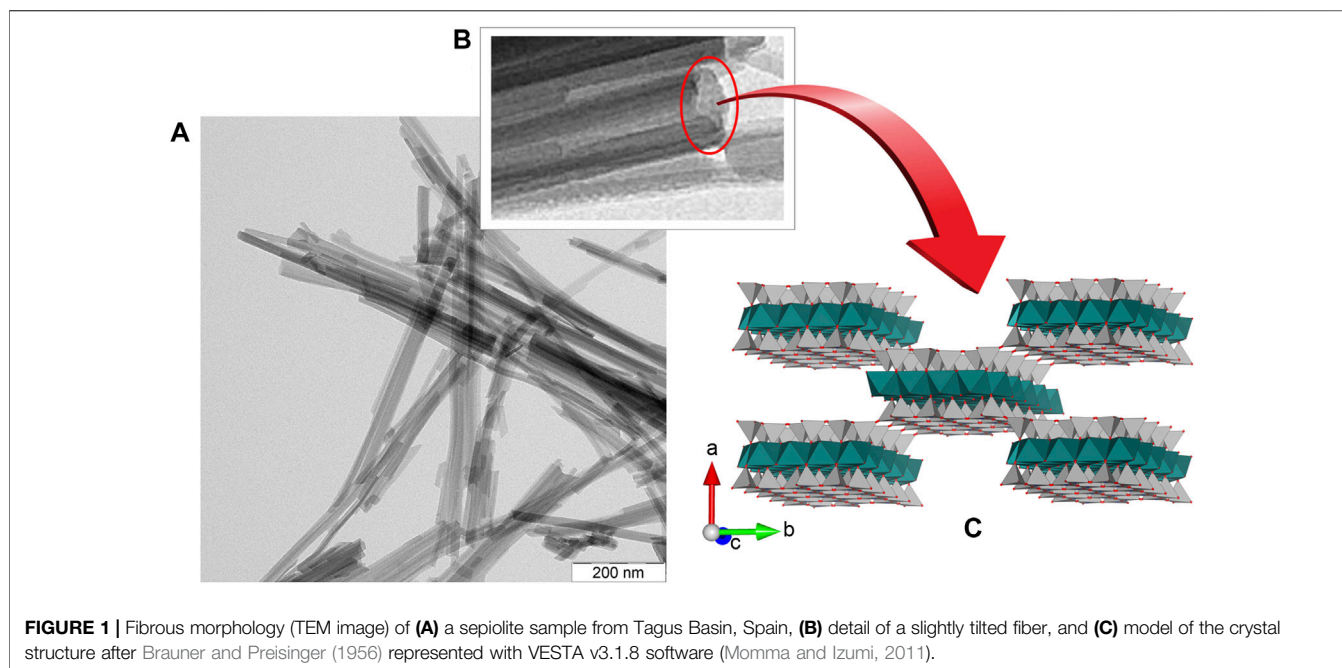 B
A
a
b
c
C
200 nm
FIGURE 1 | Fibrous morphology (TEM image) of (A) a sepiolite sample from Tagus Basin, Spain, (B) detail of a slightly tilted fiber, and (C) model of the crystal
structure after Brauner and Preisinger (1956) represented with VESTA v3.1.8 software (Momma and Izumi, 2011).